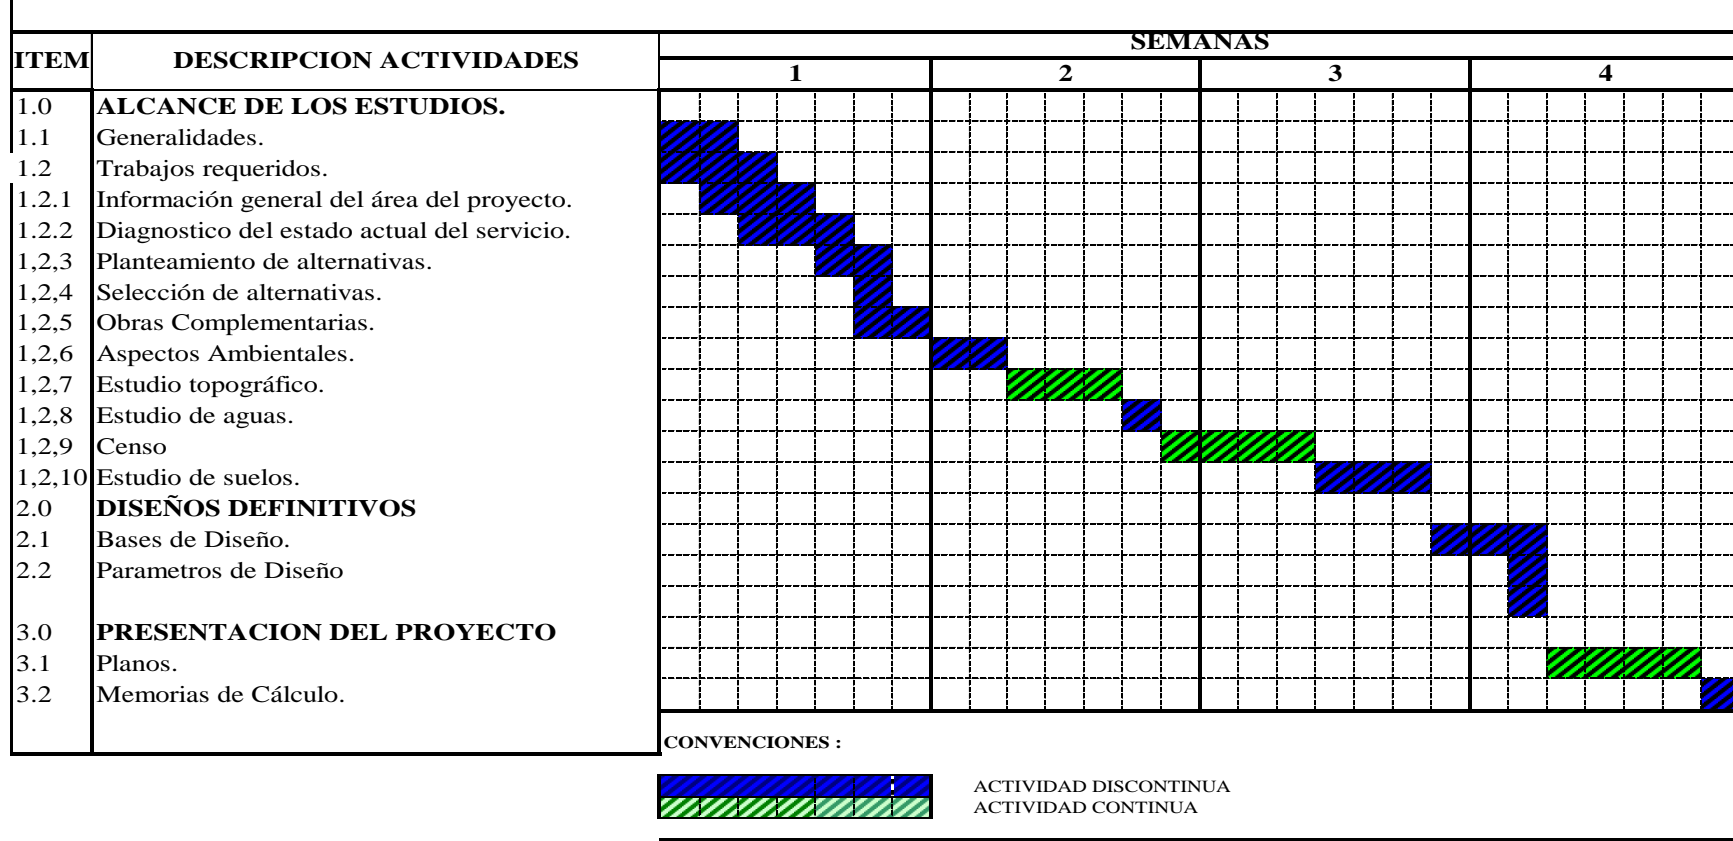 SEMANAS
ITEM DESCRIPCION ACTIVIDADES
1 2 3 4
1.0 ALCANCE DE LOS ESTUDIOS.
1.1 Generalidades.
1.2 Trabajos requeridos.
1.2.1 Información general del área del proyecto.
1.2.2 Diagnostico del estado actual del servicio.
1,2,3 Planteamiento de alternativas.
1,2,4 Selección de alternativas.
1,2,5 Obras Complementarias.
1,2,6 Aspectos Ambientales.
1,2,7 Estudio topográfico.
1,2,8 Estudio de aguas.
1,2,9 Censo
1,2,10 Estudio de suelos.
2.0 DISEÑOS DEFINITIVOS
2.1 Bases de Diseño.
2.2 Parametros de Diseño
3.0 PRESENTACION DEL PROYECTO
3.1 Planos.
3.2 Memorias de Cálculo.
CONVENCIONES :
ACTIVIDAD DISCONTINUA
ACTIVIDAD CONTINUA